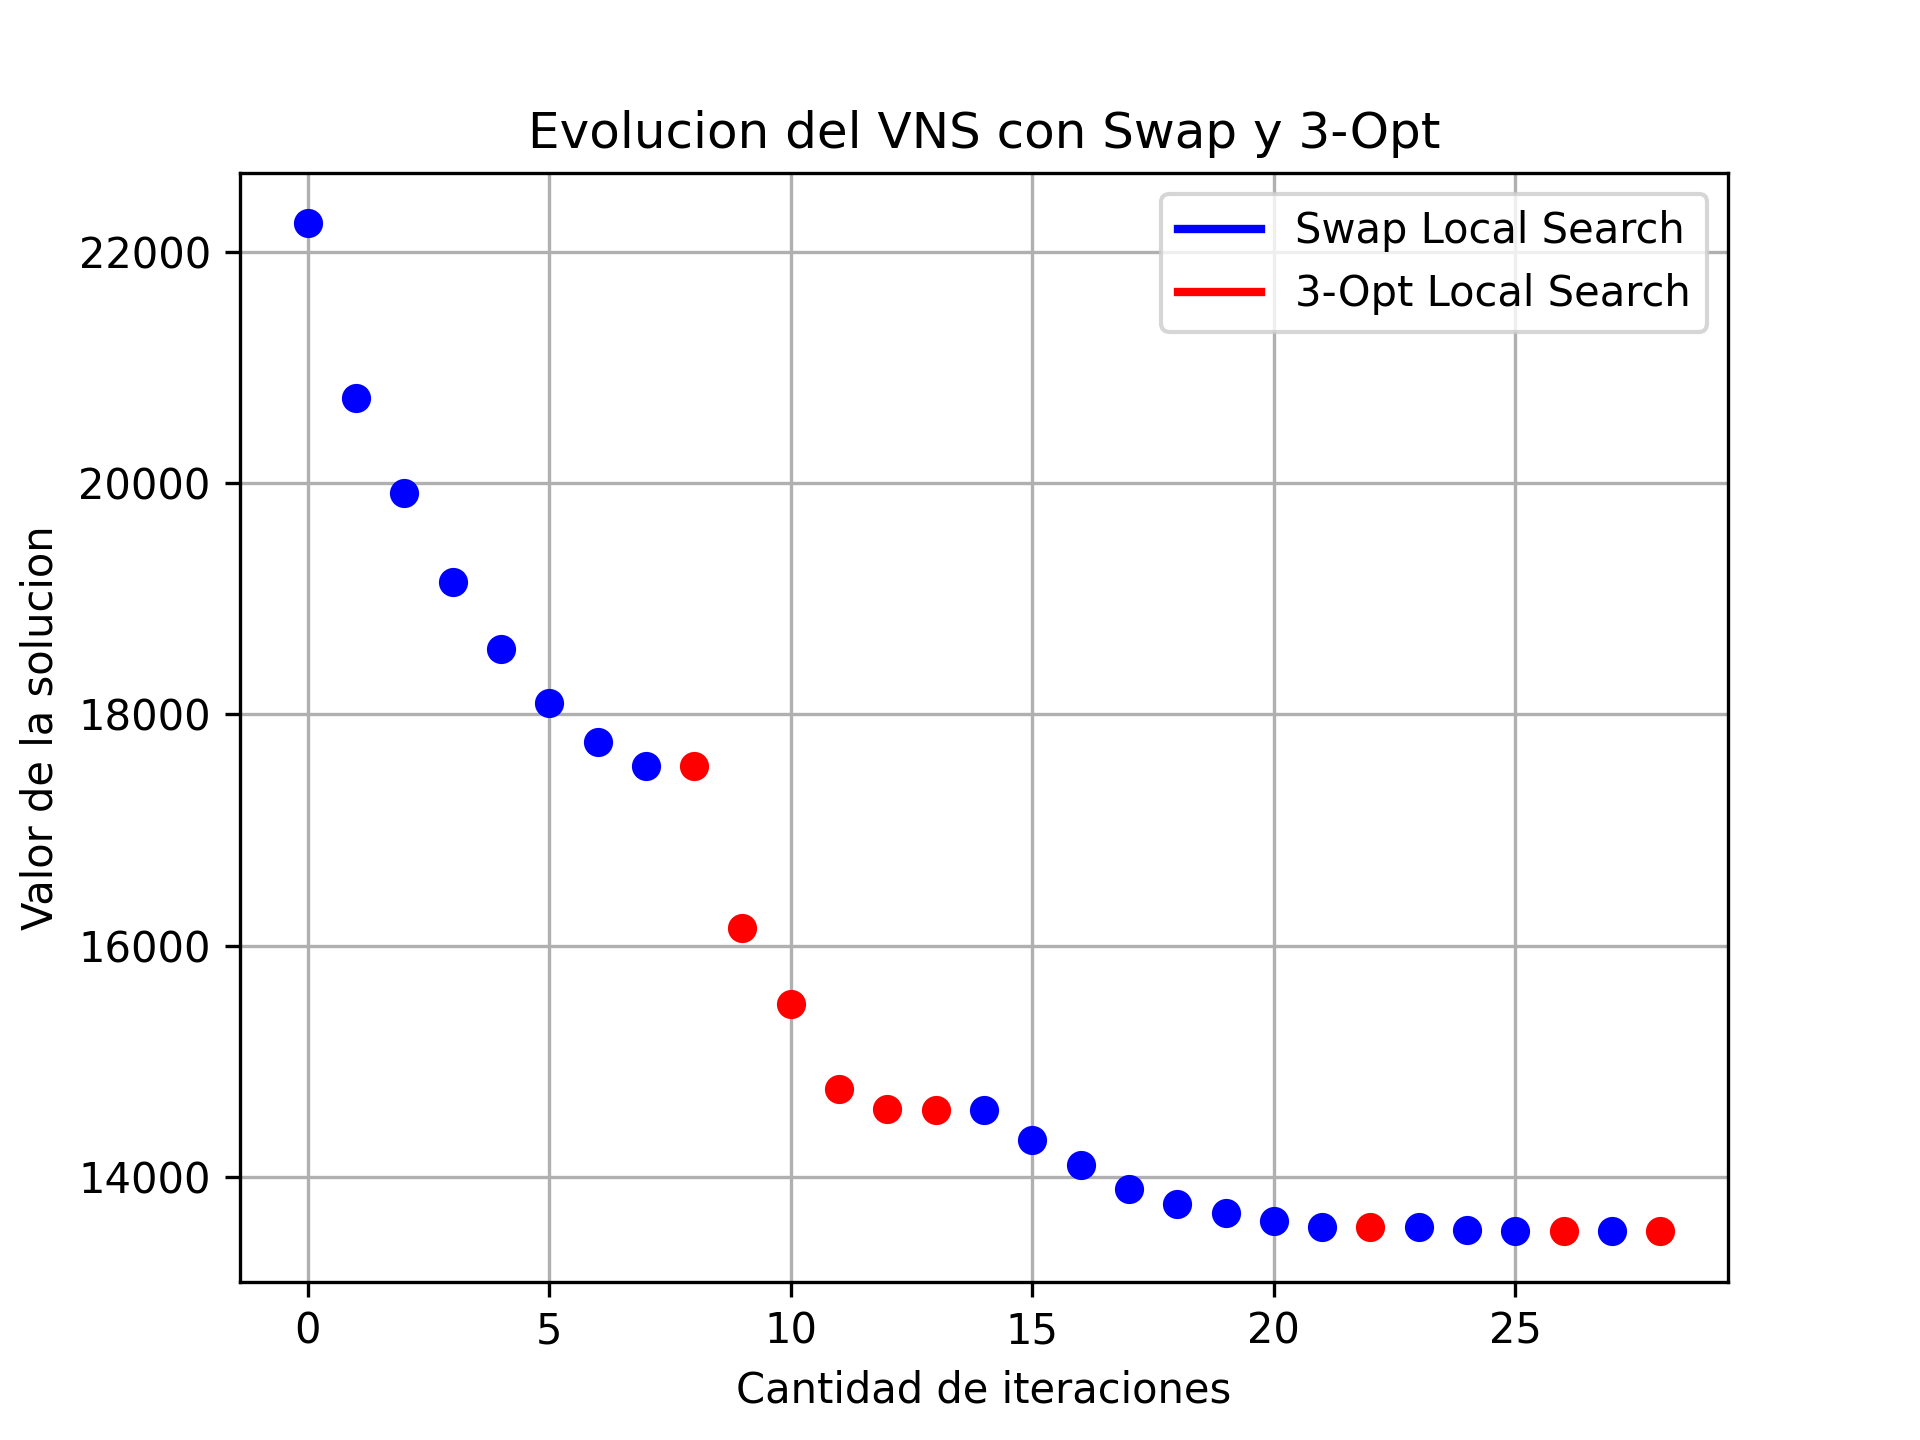 Evolucion del VNS con Swap y 3-Opt
Swap Local Search
3-Opt Local Search
Valor de la solucion
22000
20000
18000
16000
14000
0 5 10 15 20 25
Cantidad de iteraciones